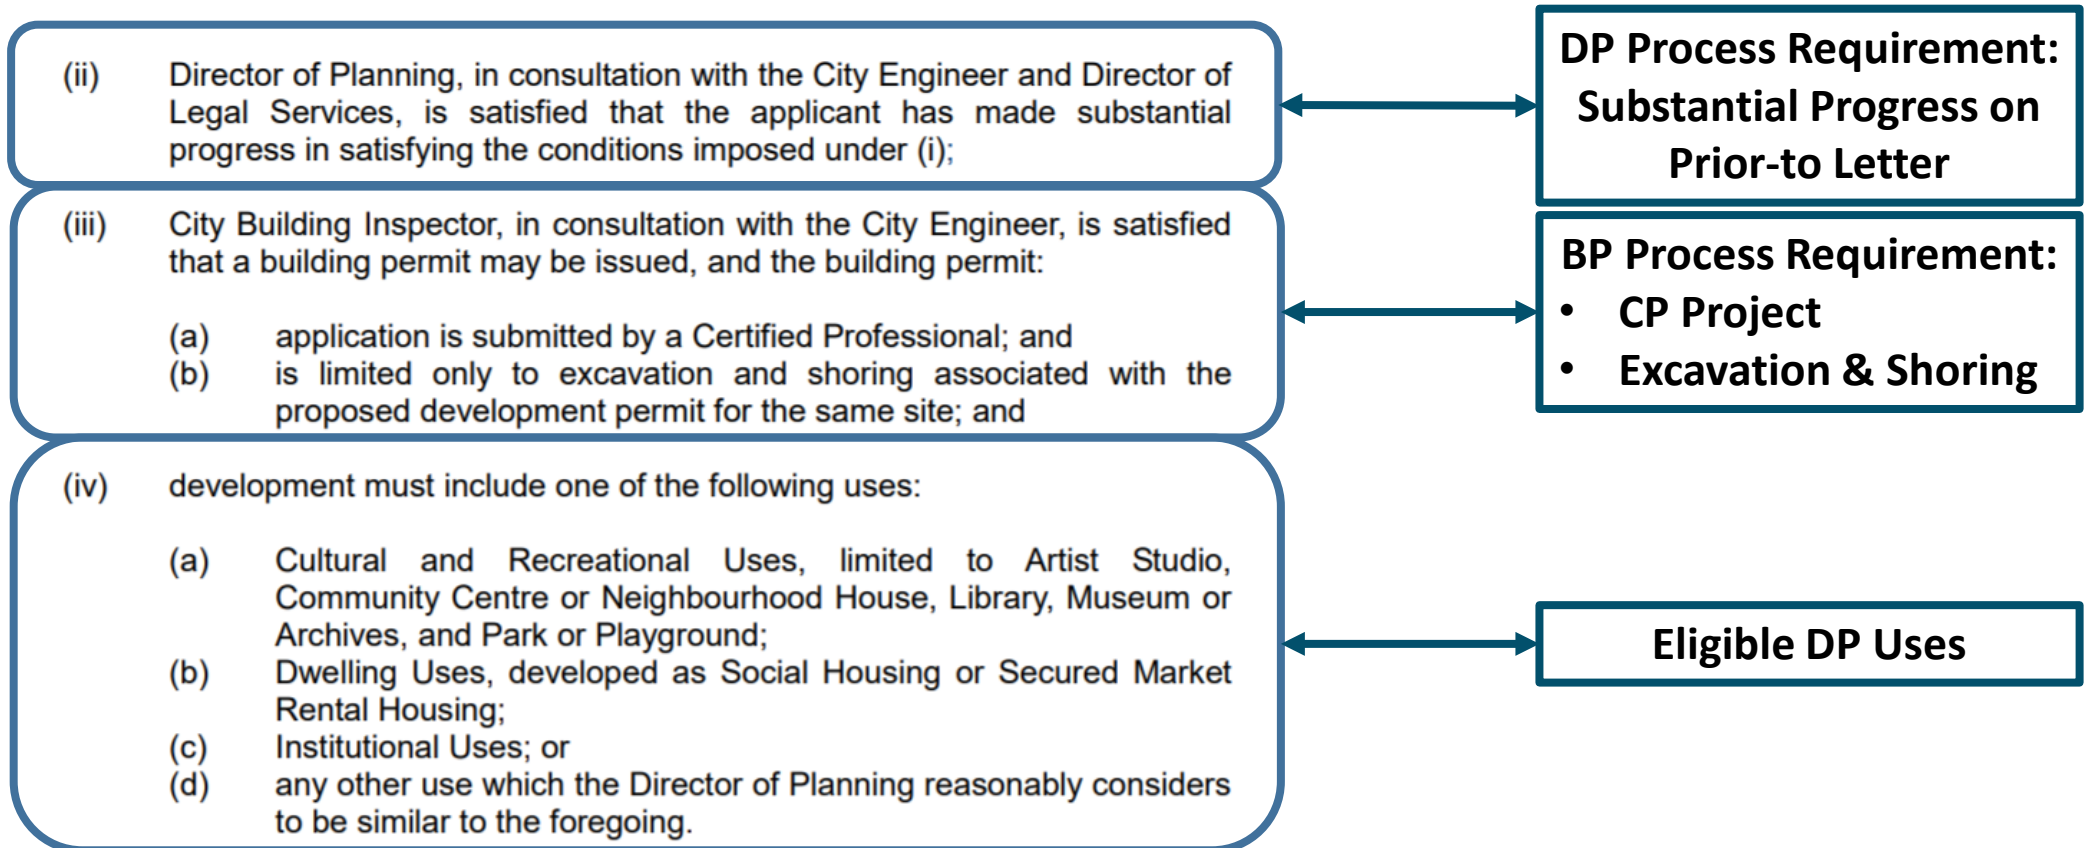 (ii) Director of Planning, in consultation with the City Engineer and Director of
Legal Services, is satisfied that the applicant has made substantial
progress in satisfying the conditions imposed under (i);
DP Process Requirement:
Substantial Progress on
Prior-to Letter
(iii) City Building Inspector, in consultation with the City Engineer, is satisfied
that a building permit may be issued, and the building permit:
(a) application is submitted by a Certified Professional; and
(b) is limited only to excavation and shoring associated with the
proposed development permit for the same site; and
BP Process Requirement:
• CP Project
• Excavation & Shoring
(iv) development must include one of the following uses:
(a) Cultural and Recreational Uses, limited to Artist Studio,
Community Centre or Neighbourhood House, Library, Museum or
Archives, and Park or Playground;
(b) Dwelling Uses, developed as Social Housing or Secured Market
Rental Housing;
(c) Institutional Uses; or
(d) any other use which the Director of Planning reasonably considers
to be similar to the foregoing.
Eligible DP Uses